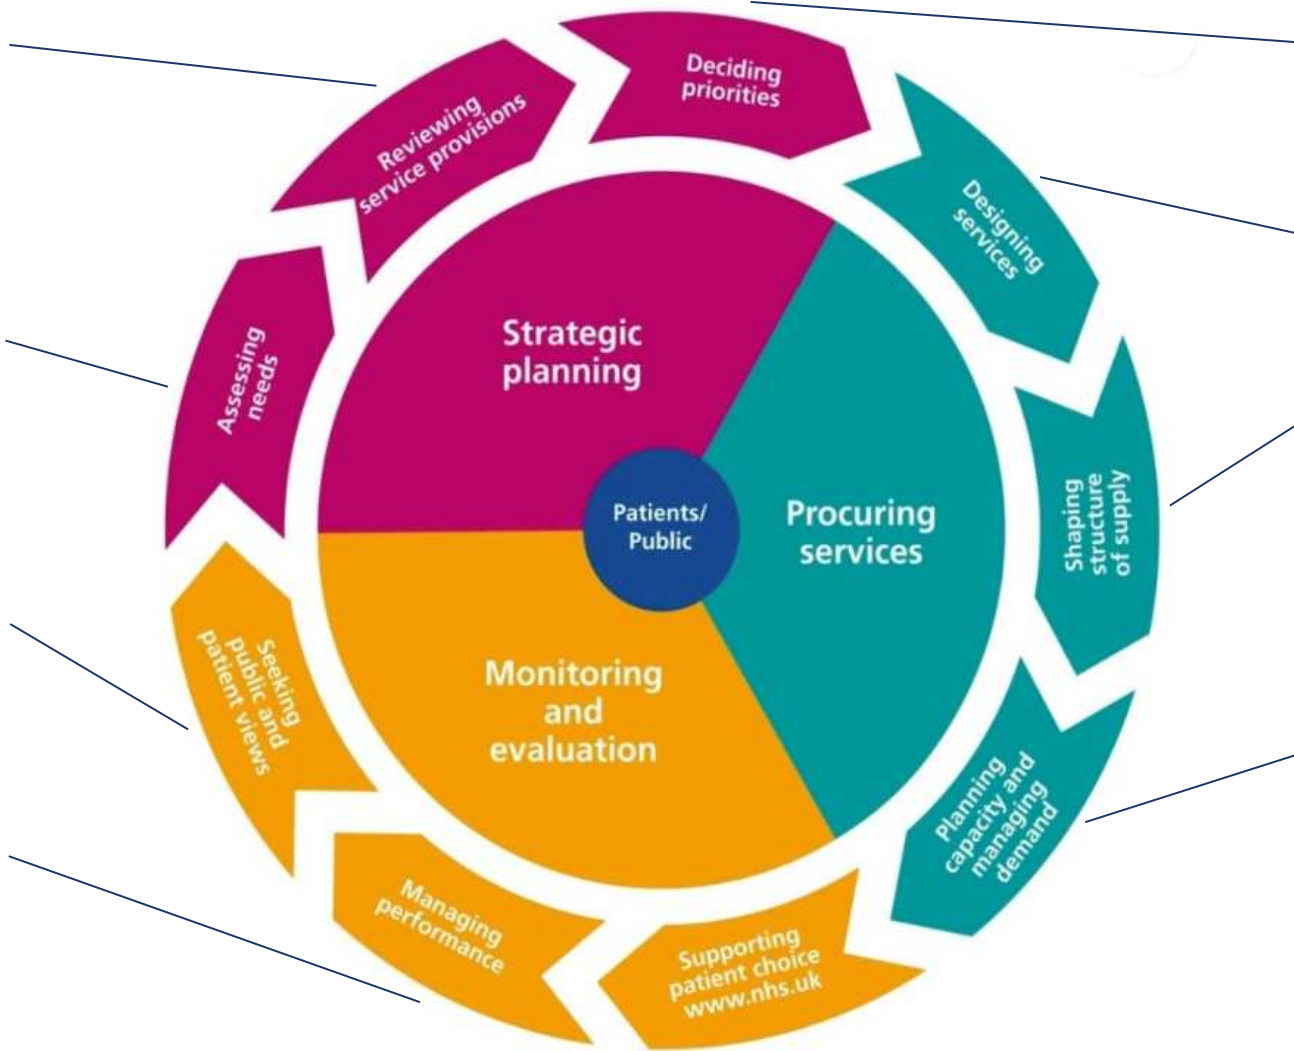 Deciding
priorities
Reviewing
service provisions
Designing
services
Assessing
needs
Strategic
planning
Patients/
Public
Procuring
services
Shaping
structure
of supply
Monitoring
and
evaluation
Seeking
public and
patient views
Planning
capacity and
managing
demand
Managing
performance
Supporting
patient choice
www.nhs.uk